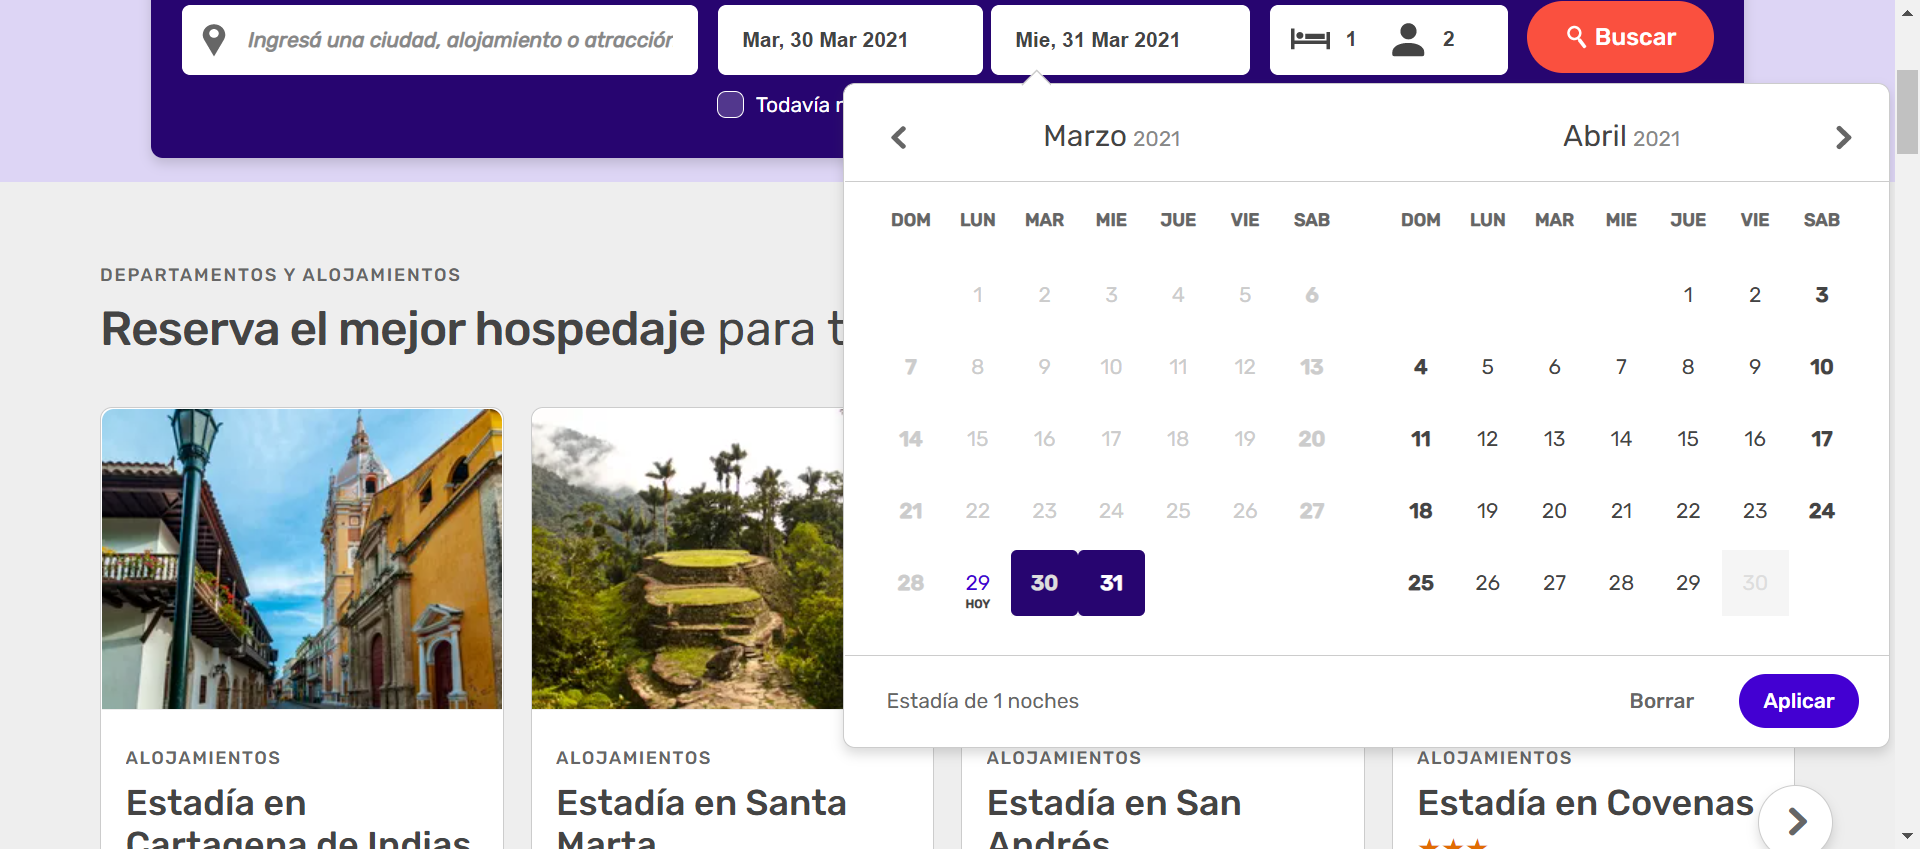 Ingresá una ciudad, alojamiento o atracción
Mar, 30 Mar 2021
Mie, 31 Mar 2021
1
2
Buscar
Todavía
Marzo 2021
Abril 2021
DOM LUN MAR MIE JUE VIE SAB
1 2 3 4 5 6
7 8 9 10 11 12 13
14 15 16 17 18 19 20
21 22 23 24 25 26 27
28 29 30 31
HOY
DOM LUN MAR MIE JUE VIE SAB
1 2 3
4 5 6 7 8 9 10
11 12 13 14 15 16 17
18 19 20 21 22 23 24
25 26 27 28 29 30
Estadía de 1 noches
Borrar
Aplicar
DEPARTAMENTOS Y ALOJAMIENTOS
Reserva el mejor hospedaje para
ALOJAMIENTOS
Estadía en
Cartagena de Indias
ALOJAMIENTOS
Estadía en Santa
Marta
ALOJAMIENTOS
Estadía en San
Andrés
ALOJAMIENTOS
Estadía en Covenas